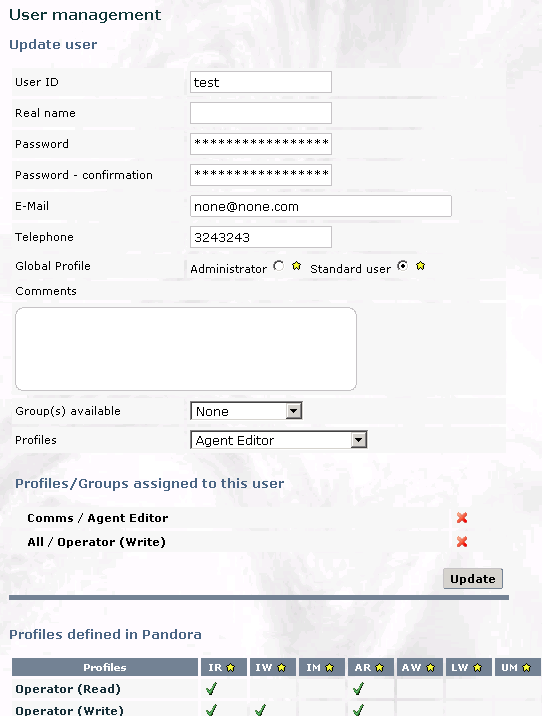 User management
Update user
User ID test
Real name
Password *****************
Password - confirmation *****************
E-Mail none@none.com
Telephone 3243243
Global Profile Administrator Standard user
Comments
Group(s) available None
Profiles Agent Editor
Profiles/Groups assigned to this user
Comms / Agent Editor
All / Operator (Write)
Update
Profiles defined in Pandora
Profiles IR IW IM AR AW LW UM
Operator (Read)
Operator (Write)